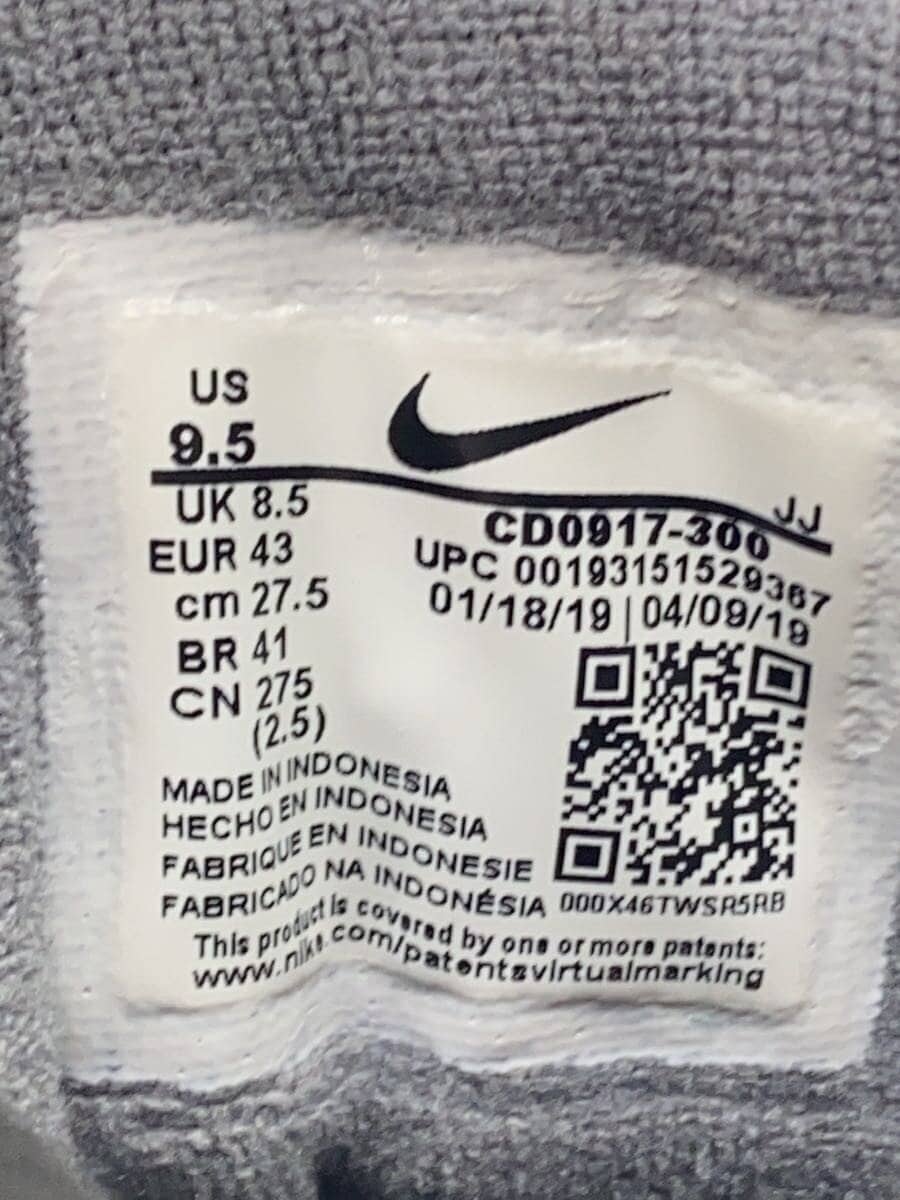 US
9.5
UK 8.5
EUR 43
cm 27.5
BR 41
CN 275
(2.5)
JJ
CD0917-300
UPC 00193151529367
01/18/19 | 04/09/19
MADE IN INDONESIA
HECHO EN INDONESIA
FABRIQUE EN INDONESIE
FABRICADO NA INDONÉSIA
000X46TWSR5RB
This product is covered by one or more patents:
www.nike.com/patentsvirtualmarking